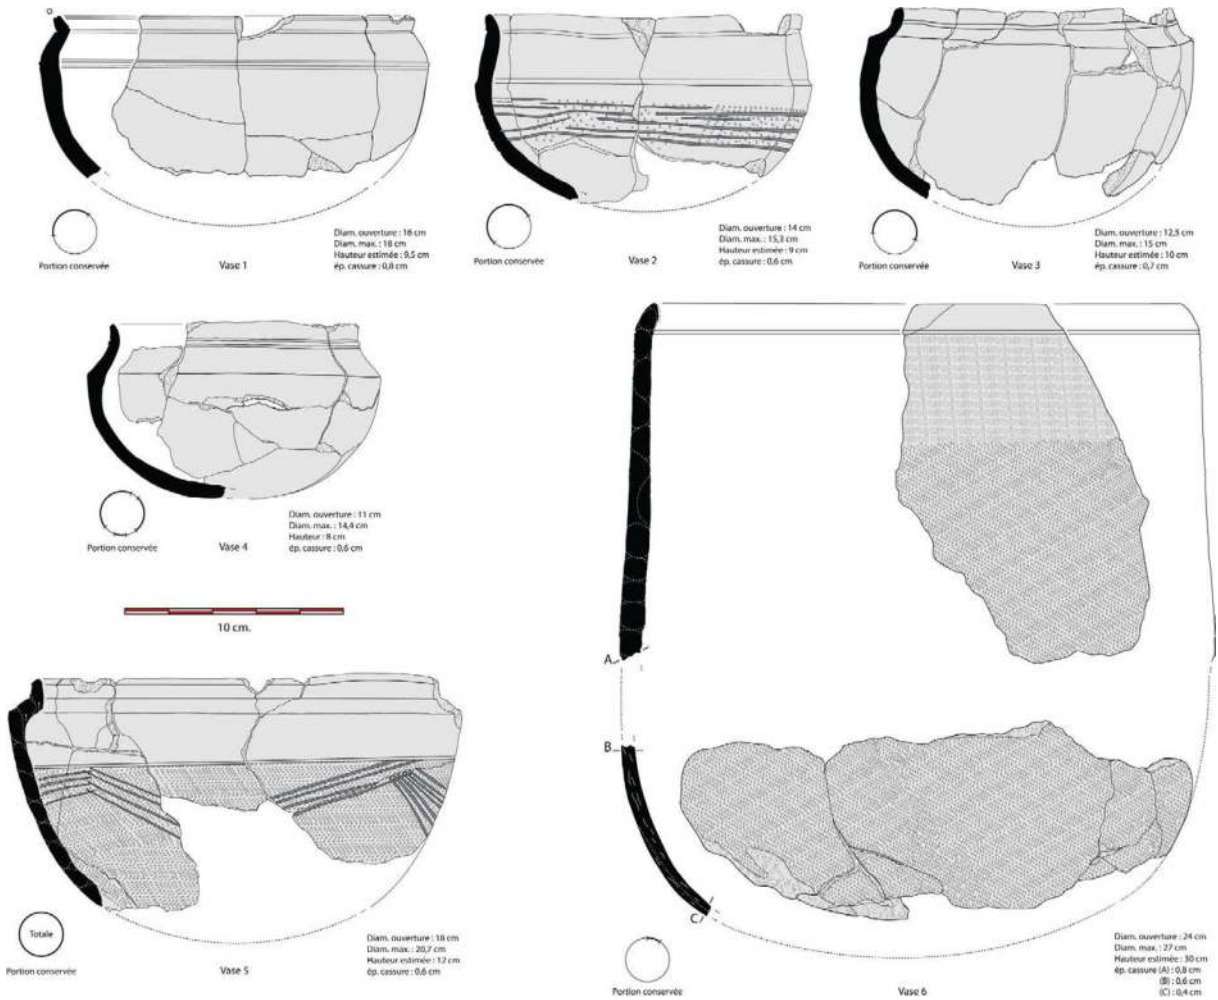 Diam. ouverture : 16 cm
Diam. max. : 18 cm
Hauteur estimée : 9,5 cm
ép. cassure : 0,8 cm
Portion conservée
Vase 1
Diam. ouverture : 14 cm
Diam. max. : 15,3 cm
Hauteur estimée : 9 cm
ép. cassure : 0,6 cm
Portion conservée
Vase 2
Diam. ouverture : 12,5 cm
Diam. max. : 15 cm
Hauteur estimée : 10 cm
ép. cassure : 0,7 cm
Portion conservée
Vase 3
Diam. ouverture : 11 cm
Diam. max. : 14,4 cm
Hauteur : 8 cm
ép. cassure : 0,6 cm
Portion conservée
Vase 4
10 cm.
Totale
Portion conservée
Vase 5
Diam. ouverture : 18 cm
Diam. max. : 20,7 cm
Hauteur estimée : 12 cm
ép. cassure : 0,6 cm
A
B
C
Portion conservée
Vase 6
Diam. ouverture : 24 cm
Diam. max. : 27 cm
Hauteur estimée : 30 cm
ép. cassure (A) : 0,8 cm
(B) : 0,6 cm
(C) : 0,4 cm